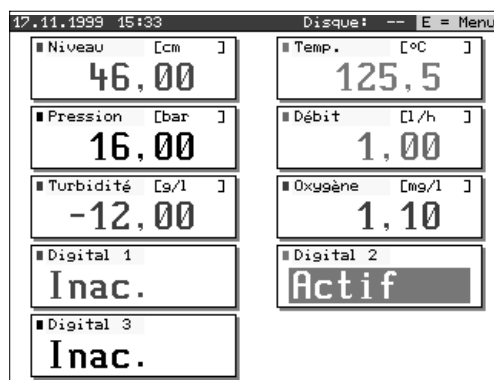 17.11.1999 15:33 Disque: -- E = Menu
Niveau [cm ]
46,00
Temp. [°C ]
125,5
Pression [bar ]
16,00
Débit [l/h ]
1,00
Turbidité [g/l ]
-12,00
Oxygène [mg/l ]
1,10
Digital 1
Inac.
Digital 2
Actif
Digital 3
Inac.